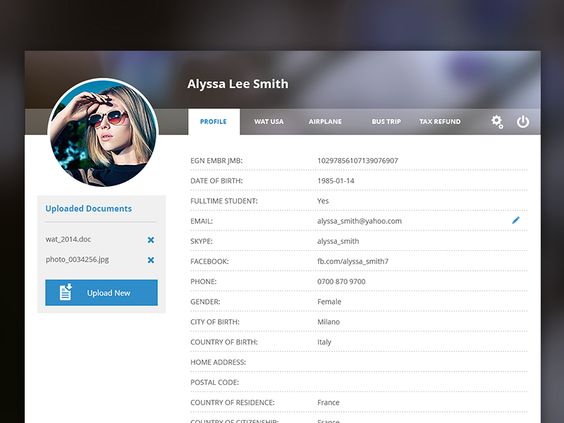 Alyssa Lee Smith
PROFILE WAT USA AIRPLANE BUS TRIP TAX REFUND
Uploaded Documents
wat_2014.doc
photo_0034256.jpg
Upload New
EGN EMBR JMB: 10297856107139076907
DATE OF BIRTH: 1985-01-14
FULLTIME STUDENT: Yes
EMAIL: alyssa_smith@yahoo.com
SKYPE: alyssa_smith
FACEBOOK: fb.com/alyssa_smith7
PHONE: 0700 870 9700
GENDER: Female
CITY OF BIRTH: Milano
COUNTRY OF BIRTH: Italy
HOME ADDRESS:
POSTAL CODE:
COUNTRY OF RESIDENCE: France
COUNTRY OF CITIZENSHIP: France